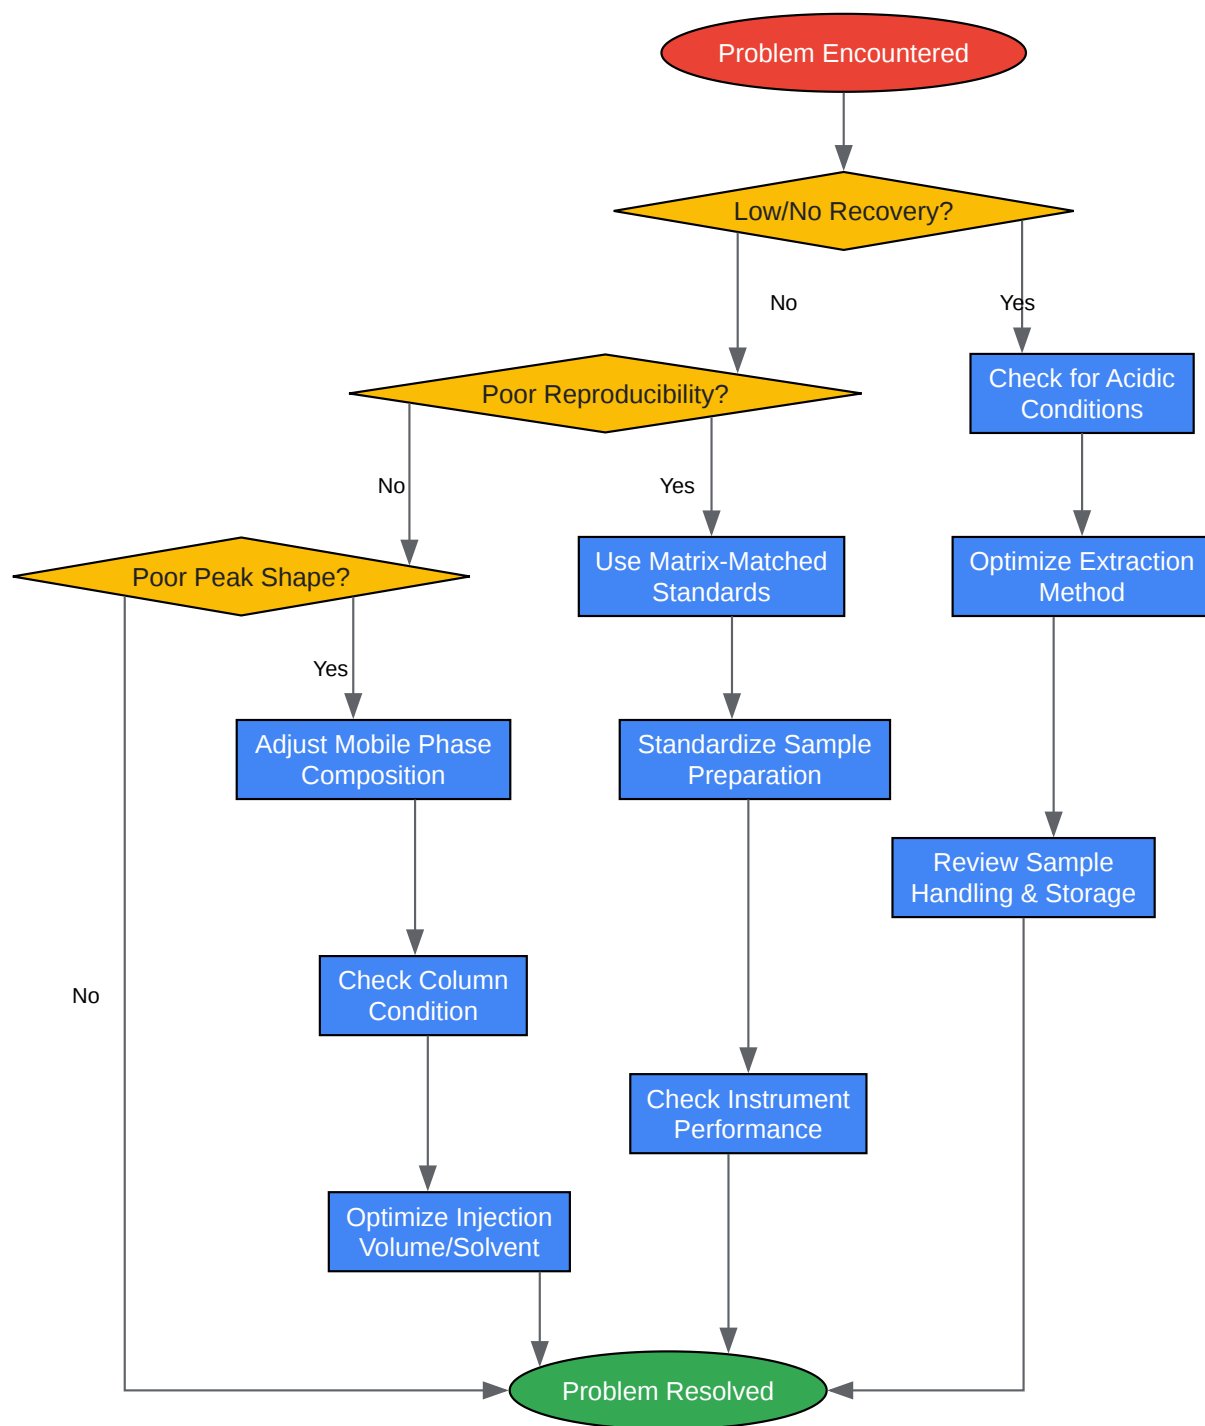 Problem Encountered
Low/No Recovery?
No
Yes
Poor Reproducibility?
Check for Acidic
Conditions
No
Yes
Poor Peak Shape?
Use Matrix-Matched
Standards
Optimize Extraction
Method
Yes
Adjust Mobile Phase
Composition
Standardize Sample
Preparation
Review Sample
Handling & Storage
No
Check Column
Condition
Check Instrument
Performance
Optimize Injection
Volume/Solvent
Problem Resolved